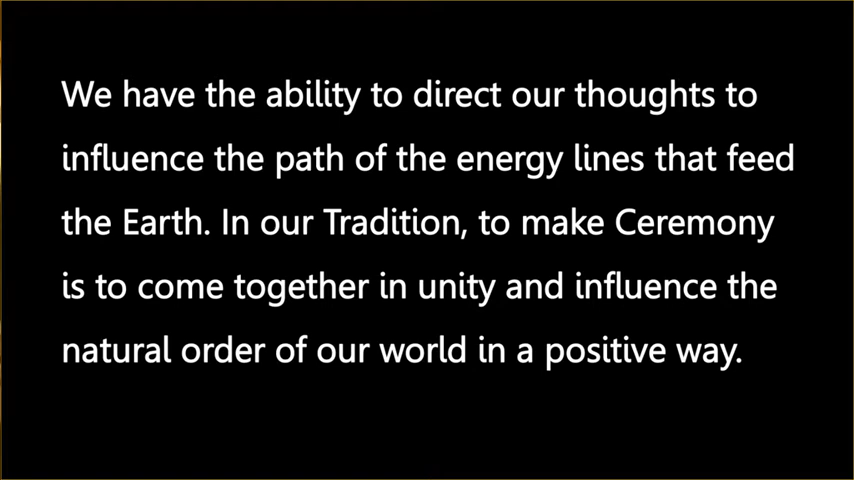 We have the ability to direct our thoughts to
influence the path of the energy lines that feed
the Earth. In our Tradition, to make Ceremony
is to come together in unity and influence the
natural order of our world in a positive way.